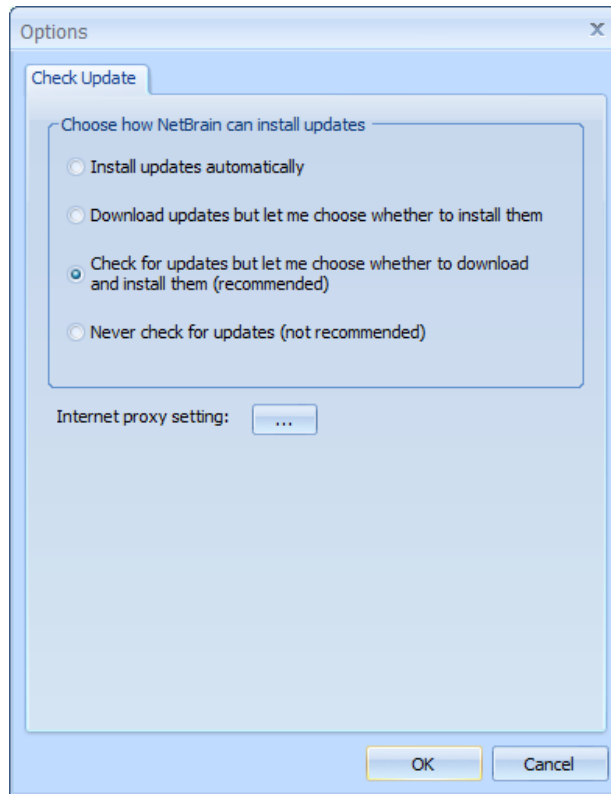 Options
Check Update
Choose how NetBrain can install updates
Install updates automatically
Download updates but let me choose whether to install them
Check for updates but let me choose whether to download
and install them (recommended)
Never check for updates (not recommended)
Internet proxy setting:
...
OK
Cancel